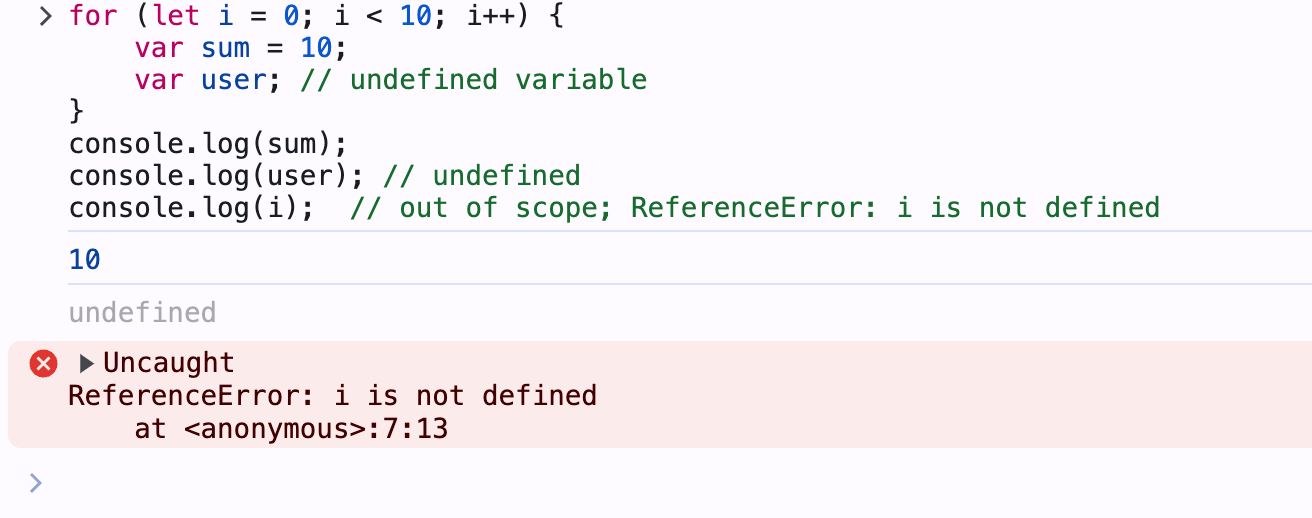 for (let i = 0; i < 10; i++) {
    var sum = 10;
    var user; // undefined variable
}
console.log(sum);
console.log(user); // undefined
console.log(i);  // out of scope; ReferenceError: i is not defined
10
undefined
Uncaught
ReferenceError: i is not defined
    at <anonymous>:7:13